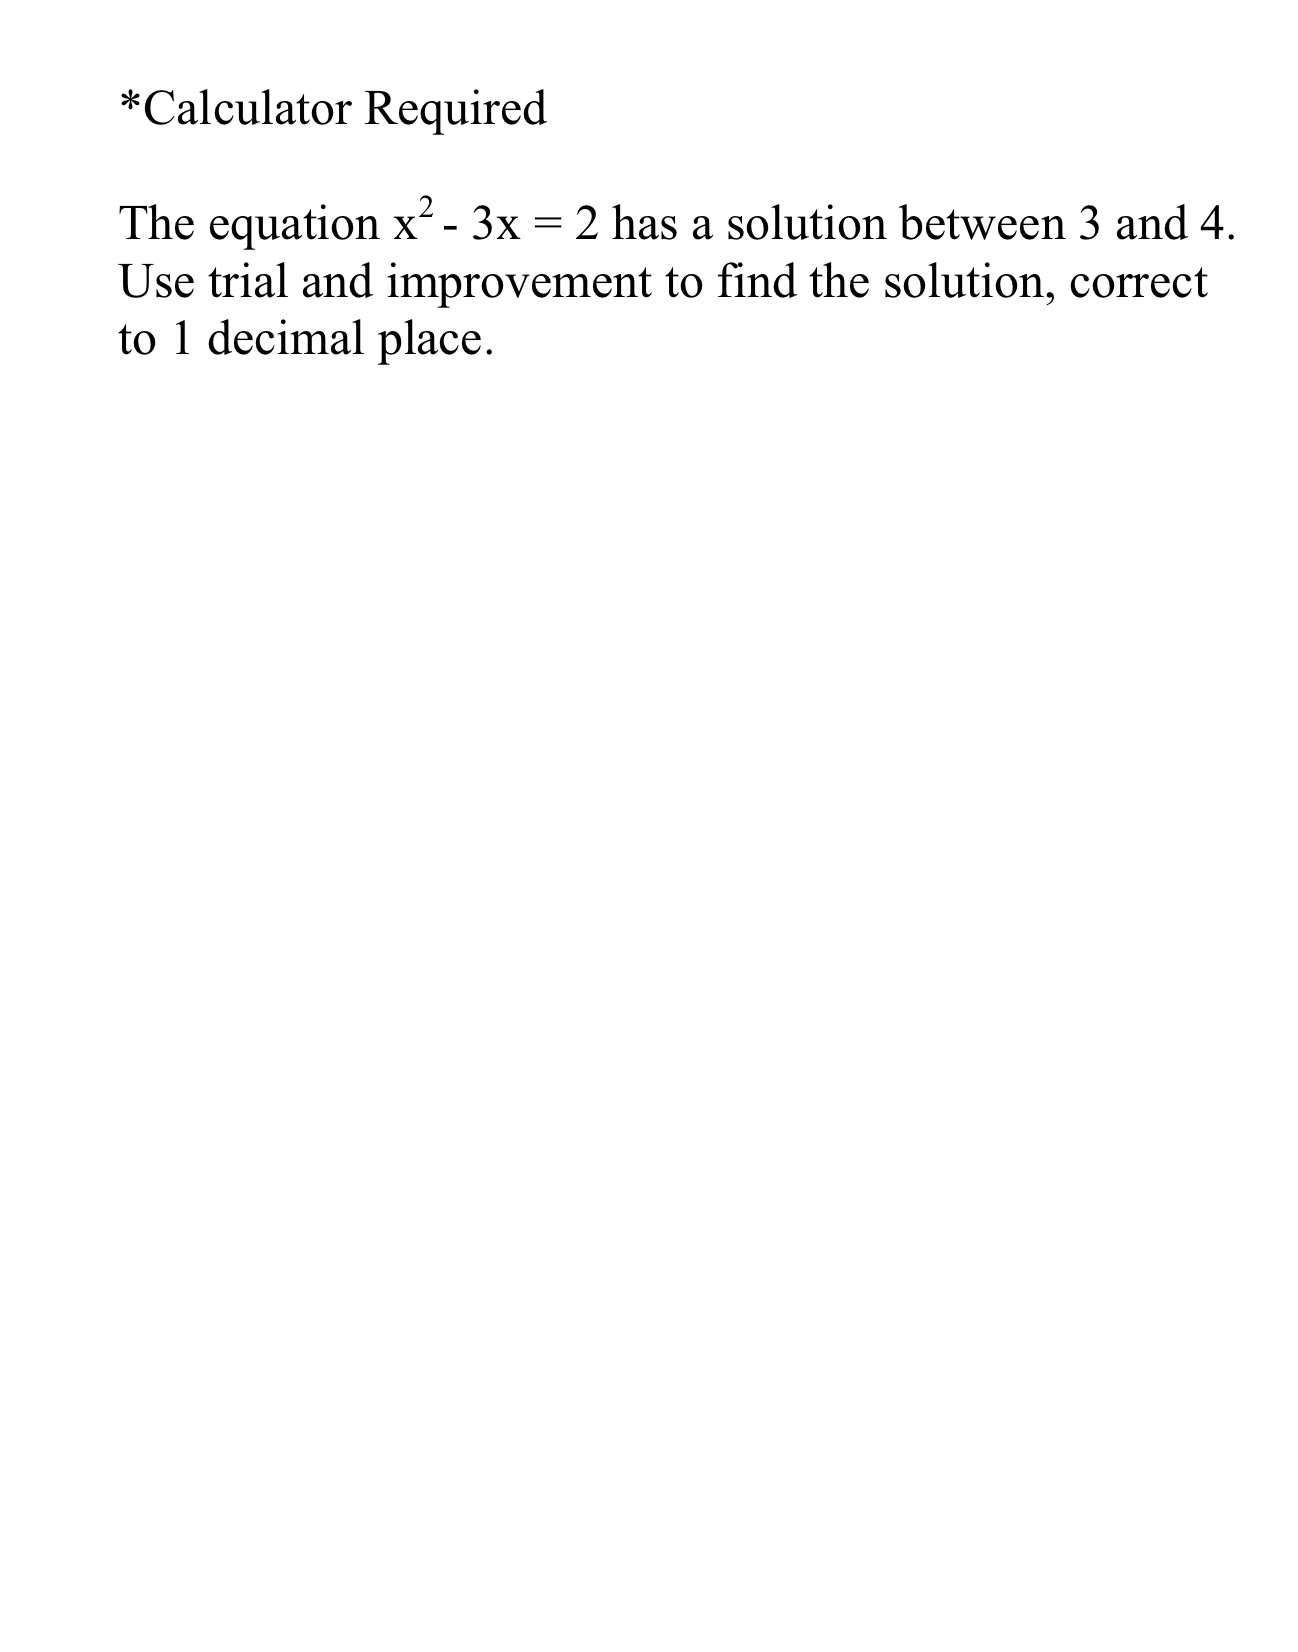 *Calculator Required
The equation x² - 3x = 2 has a solution between 3 and 4.
Use trial and improvement to find the solution, correct
to 1 decimal place.